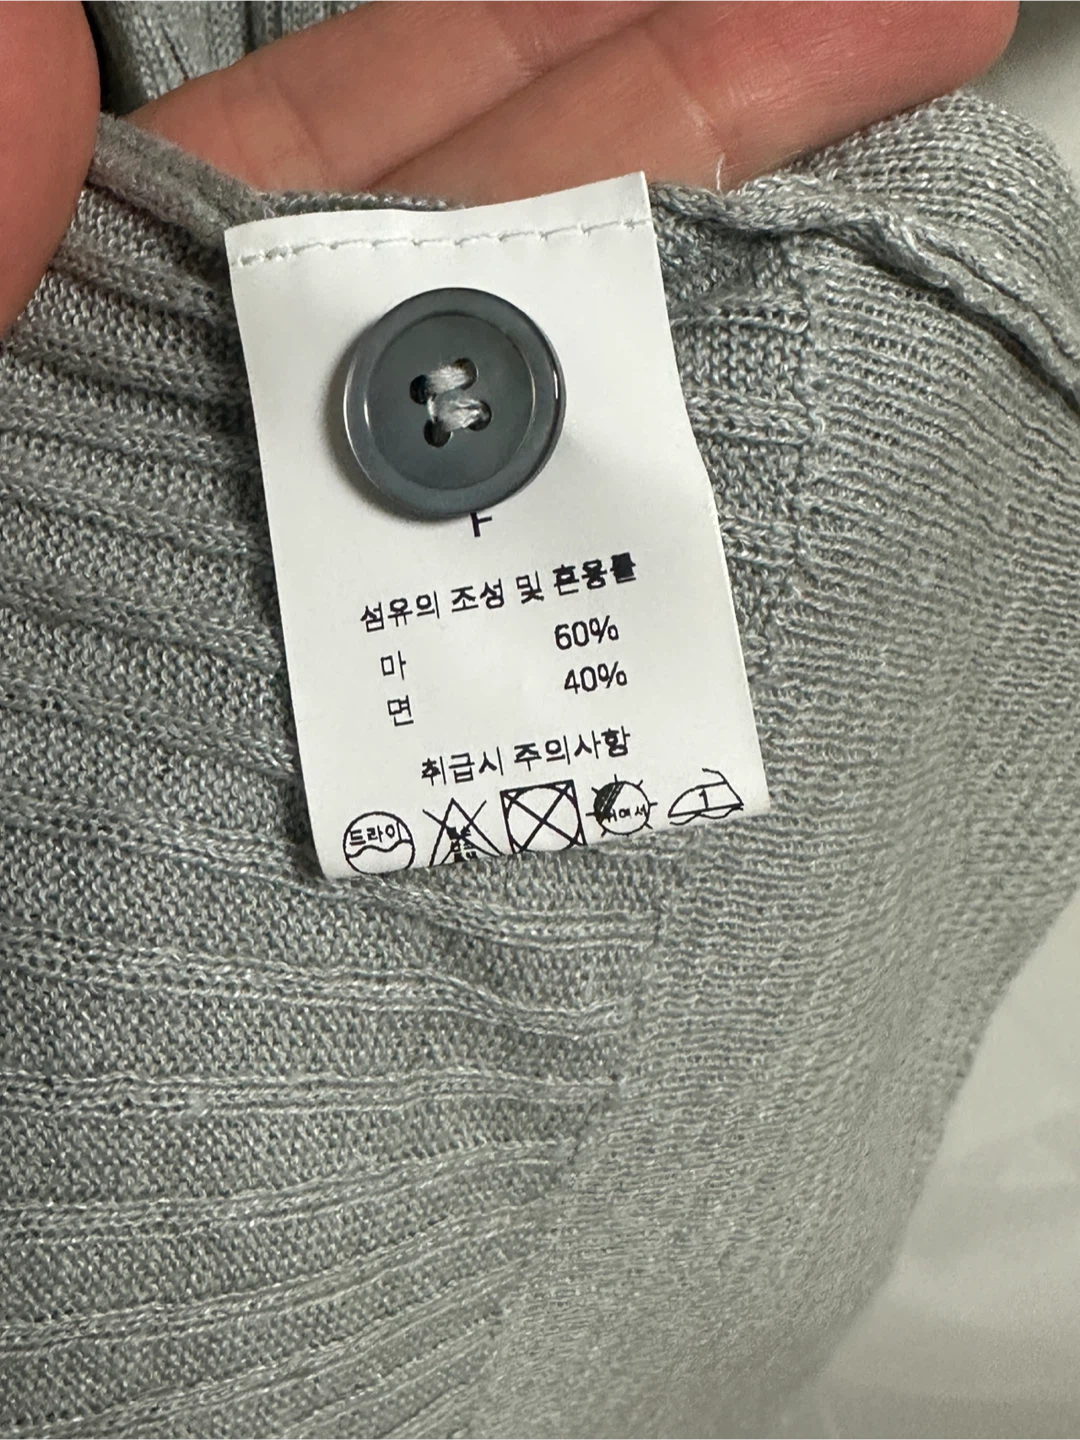 F
섬유의 조성 및 혼용률
마 60%
면 40%
취급시 주의사항
드라이